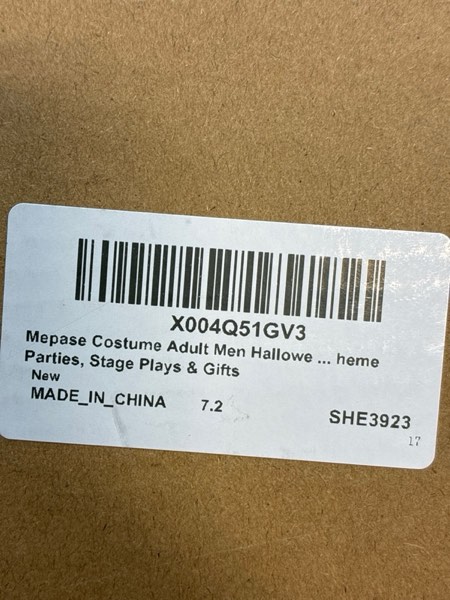 X004Q51GV3
Mepase Costume Adult Men Hallowe ... heme
Parties, Stage Plays & Gifts
New
MADE_IN_CHINA 7.2 SHE3923
17